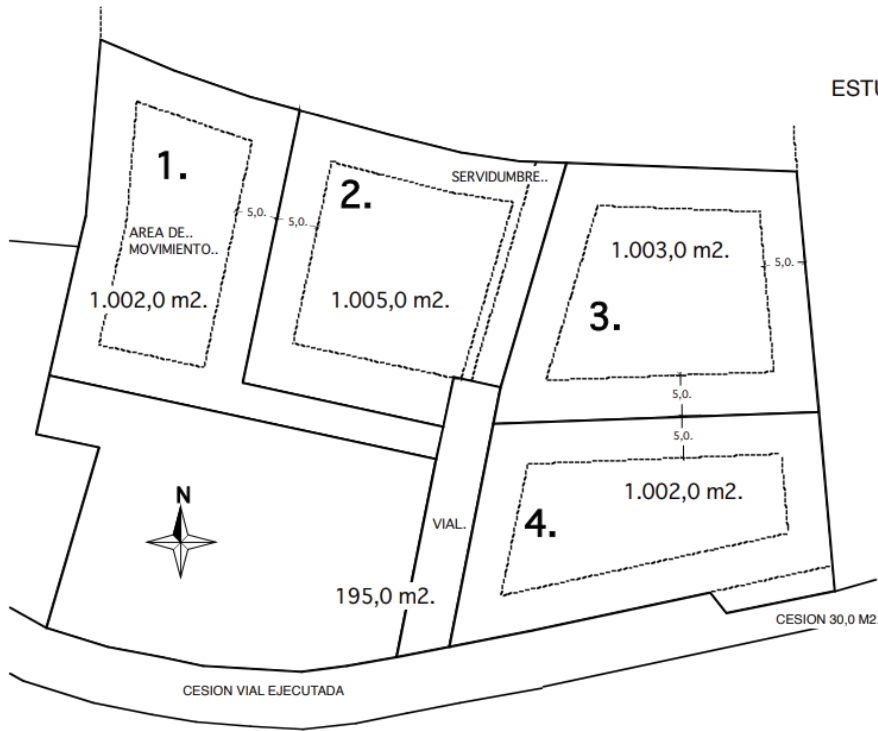 ESTU
1.
2.
SERVIDUMBRE..
5,0.
5,0.
AREA DE..
MOVIMIENTO..
1.003,0 m2.
5,0.
1.002,0 m2.
1.005,0 m2.
3.
5,0.
5,0.
1.002,0 m2.
N
4.
VIAL.
195,0 m2.
CESION 30,0 M2.
CESION VIAL EJECUTADA